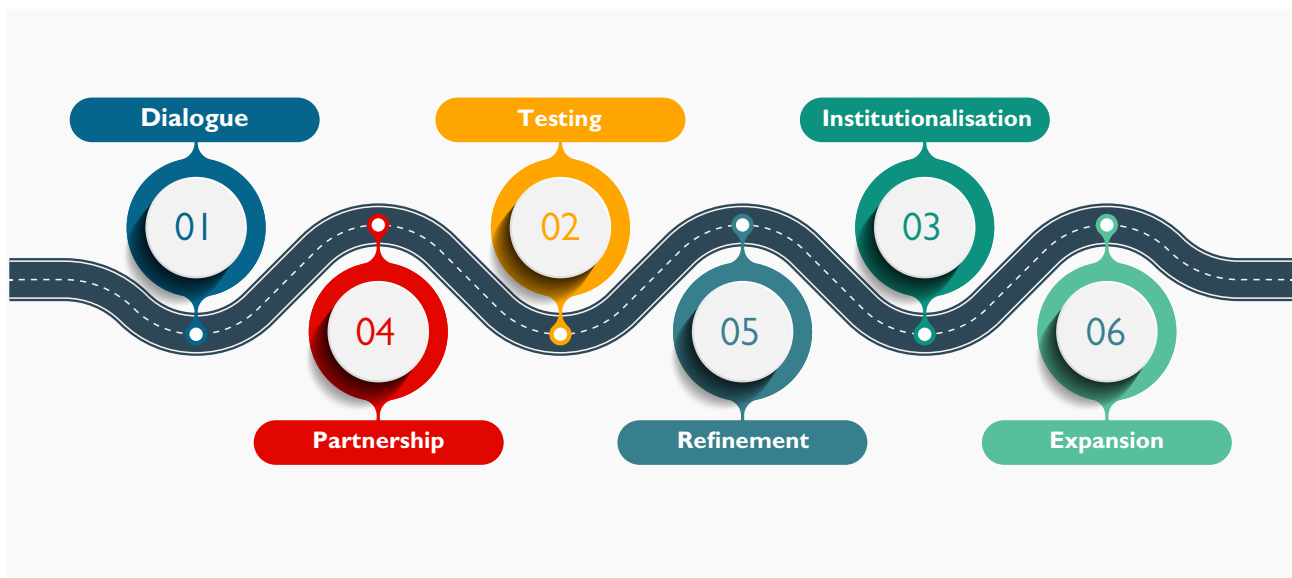 Dialogue
Testing
Institutionalisation
01
02
03
04
05
06
Partnership
Refinement
Expansion